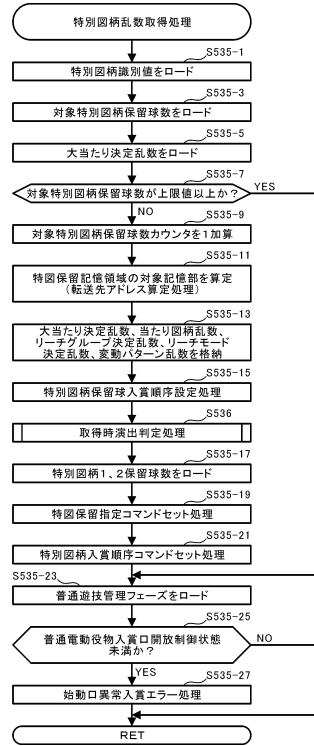 特別図柄乱数取得処理
S535-1
特別図柄識別値をロード
S535-3
対象特別図柄保留球数をロード
S535-5
大当たり決定乱数をロード
S535-7
対象特別図柄保留球数が上限値以上か?
YES
NO
S535-9
対象特別図柄保留球数カウンタを1加算
S535-11
特図保留記憶領域の対象記憶部を算定
(転送先アドレス算定処理)
S535-13
大当たり決定乱数、当たり図柄乱数、
リーチグループ決定乱数、リーチモード
決定乱数、変動パターン乱数を格納
S535-15
特別図柄保留球入賞順序設定処理
S536
取得時演出判定処理
S535-17
特別図柄1、2保留球数をロード
S535-19
特図保留指定コマンドセット処理
S535-21
特別図柄入賞順序コマンドセット処理
S535-23
普通遊技管理フェーズをロード
S535-25
普通電動役物入賞口開放制御状態
未満か?
NO
YES
S535-27
始動口異常入賞エラー処理
RET